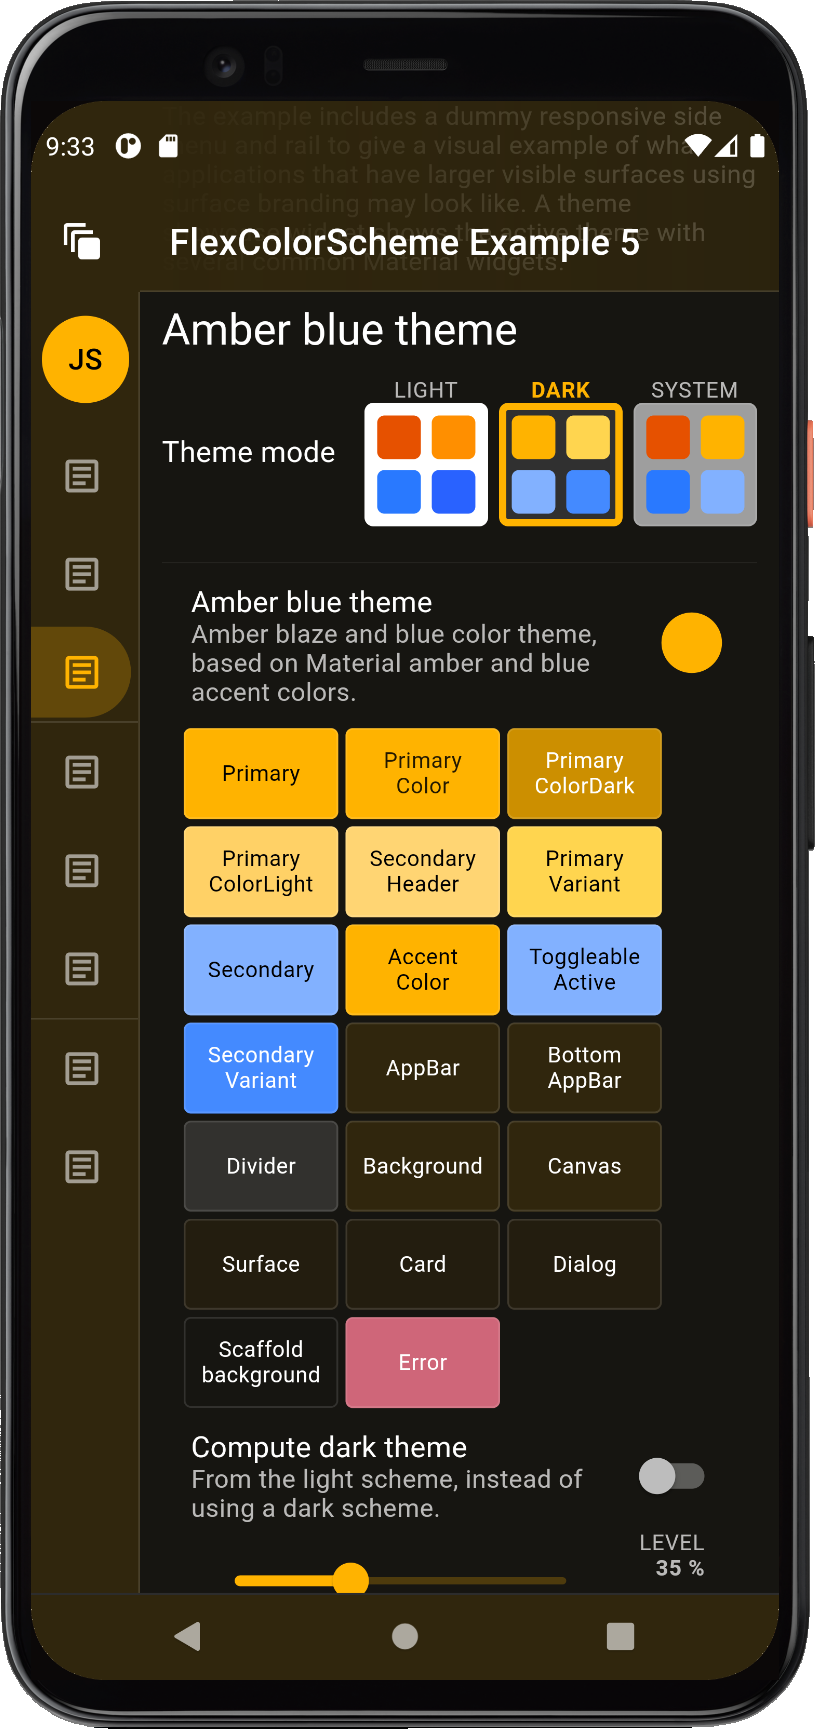 The example includes a dummy responsive side
9:33
menu and rail to give a visual example of what
applications that have larger visible surfaces using
surface branding may look like. A theme
shows the active theme with
FlexColorScheme Example 5
several common Material widgets.
JS
Amber blue theme
LIGHT
DARK
SYSTEM
Theme mode
Amber blue theme
Amber blaze and blue color theme,
based on Material amber and blue
accent colors.
Primary
Primary
Color
Primary
ColorDark
Primary
ColorLight
Secondary
Header
Primary
Variant
Secondary
Accent
Color
Toggleable
Active
Secondary
Variant
AppBar
Bottom
AppBar
Divider
Background
Canvas
Surface
Card
Dialog
Scaffold
background
Error
Compute dark theme
From the light scheme, instead of
using a dark scheme.
LEVEL
35 %